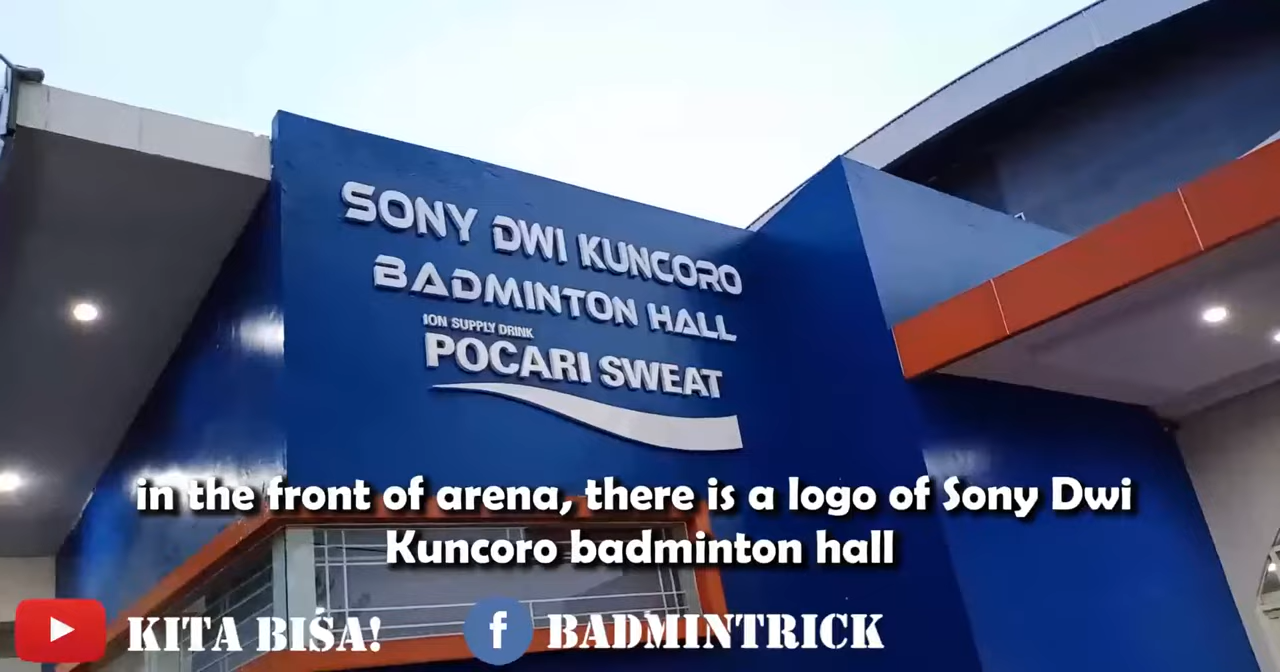 SONY DWI KUNCORO
BADMINTON HALL
ION SUPPLY DRINK
POCARI SWEAT
in the front of arena, there is a logo of Sony Dwi
Kuncoro badminton hall
KITA BISA!
f BADMINTRICK